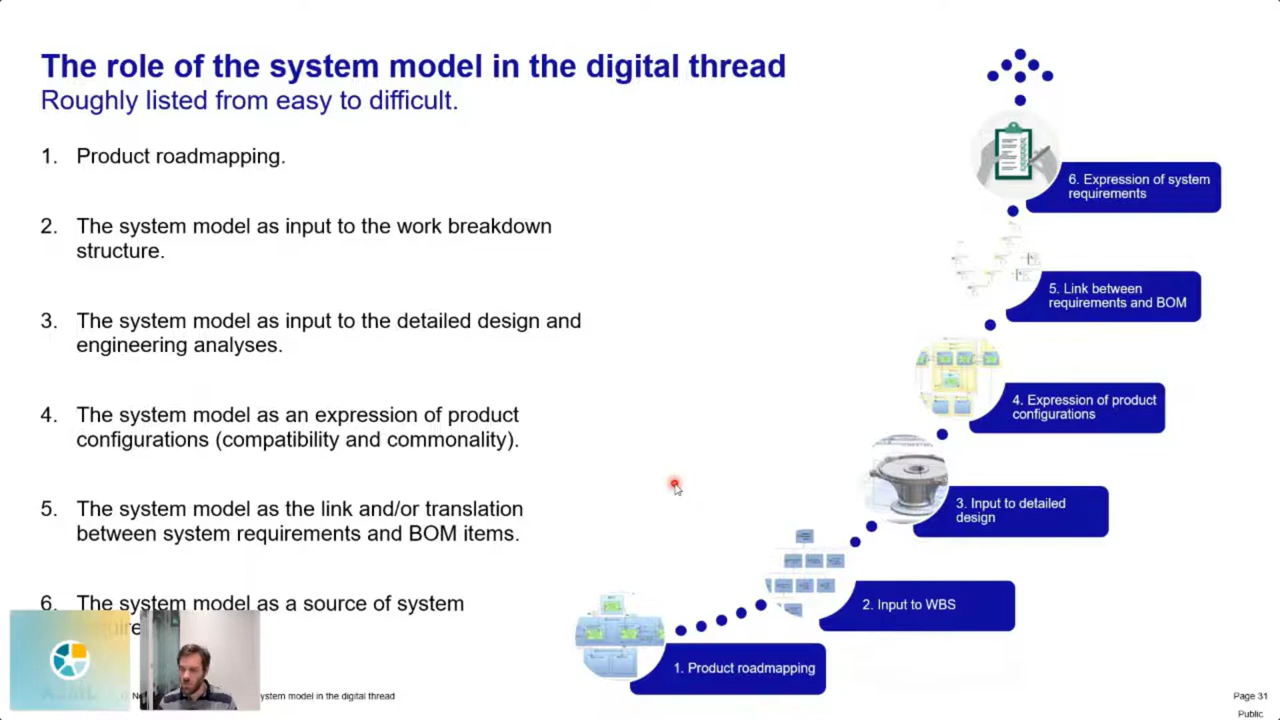 The role of the system model in the digital thread
Roughly listed from easy to difficult.
1. Product roadmapping.
2. The system model as input to the work breakdown
structure.
3. The system model as input to the detailed design and
engineering analyses.
4. The system model as an expression of product
configurations (compatibility and commonality).
5. The system model as the link and/or translation
between system requirements and BOM items.
6. The system model as a source of system
6. Expression of system
requirements
5. Link between
requirements and BOM
4. Expression of product
configurations
3. Input to detailed
design
2. Input to WBS
1. Product roadmapping
model in the digital thread
Page 31
Public